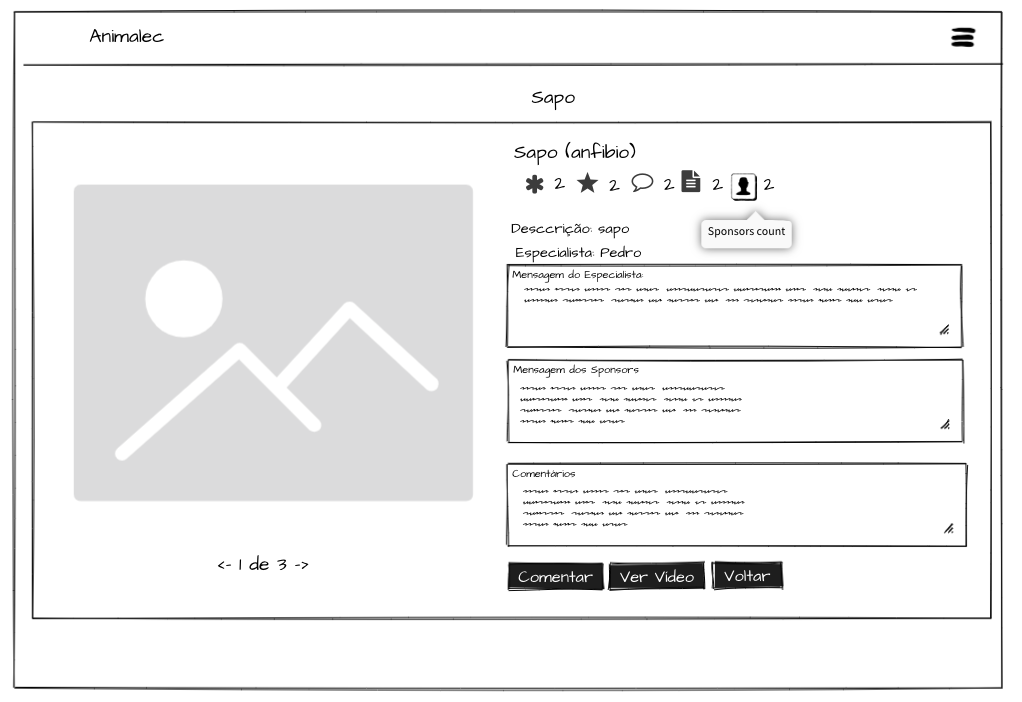 Animalec
Sapo
Sapo (anfibio)
2 2 2 2 2
Sponsors count
Desccrição: sapo
Especialista: Pedro
Mensagem do Especialista:
Mensagem dos Sponsors
Comentários
<- 1 de 3 ->
Comentar Ver Video Voltar